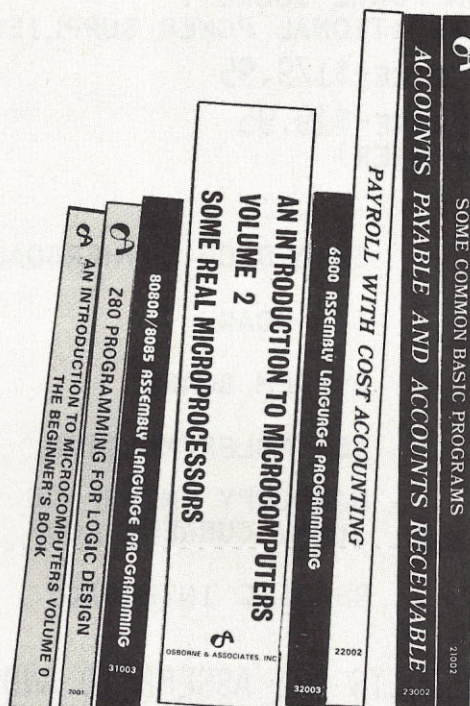 AN INTRODUCTION TO MICROCOMPUTERS VOLUME 0
THE BEGINNER'S BOOK
7001
Z80 PROGRAMMING FOR LOGIC DESIGN
8080A/8085 ASSEMBLY LANGUAGE PROGRAMMING
31003
AN INTRODUCTION TO MICROCOMPUTERS
VOLUME 2
SOME REAL MICROPROCESSORS
OSBORNE & ASSOCIATES, INC
6800 ASSEMBLY LANGUAGE PROGRAMMING
32003
PAYROLL WITH COST ACCOUNTING
22002
ACCOUNTS PAYABLE AND ACCOUNTS RECEIVABLE
23002
SOME COMMON BASIC PROGRAMS
21002